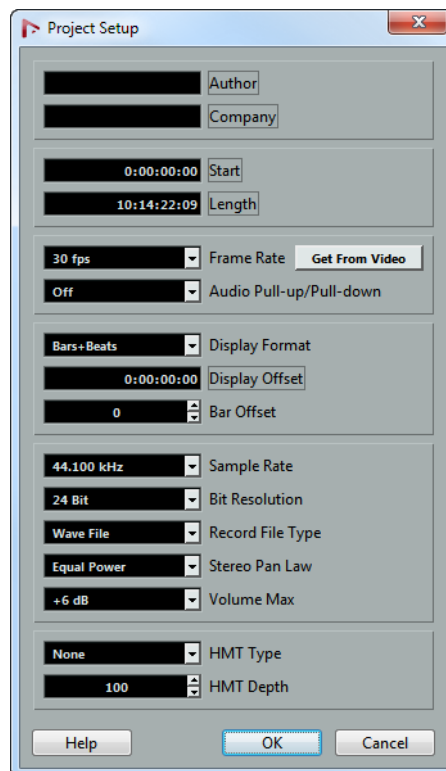 Project Setup
Author
Company
0:00:00:00 Start
10:14:22:09 Length
30 fps Frame Rate Get From Video
Off Audio Pull-up/Pull-down
Bars+Beats Display Format
0:00:00:00 Display Offset
0 Bar Offset
44.100 kHz Sample Rate
24 Bit Bit Resolution
Wave File Record File Type
Equal Power Stereo Pan Law
+6 dB Volume Max
None HMT Type
100 HMT Depth
Help OK Cancel